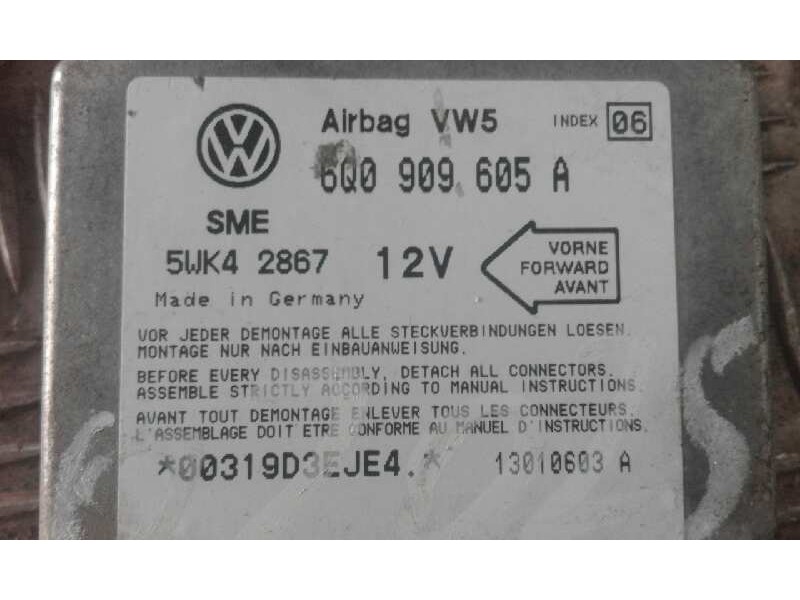 Airbag VW5 INDEX 06
6Q0 909 605 A
SME
5WK4 2867 12V
VORNE
FORWARD
AVANT
Made in Germany
VOR JEDER DEMONTAGE ALLE STECKVERBINDUNGEN LOESEN.
MONTAGE NUR NACH EINBAUANWEISUNG.
BEFORE EVERY DISASSEMBLY, DETACH ALL CONNECTORS.
ASSEMBLE STRICTLY ACCORDING TO MANUAL INSTRUCTIONS.
AVANT TOUT DEMONTAGE ENLEVER TOUS LES CONNECTEURS.
L'ASSEMBLAGE DOIT ETRE CONFORME AU MANUEL D'INSTRUCTIONS.
*00319D3EJE4.* 13010603 A